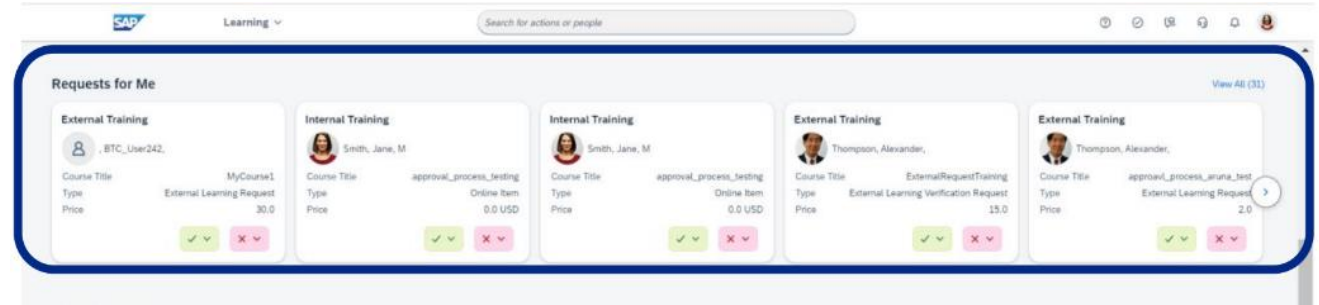 SAP Learning Search for actions or people
Requests for Me View All (31)
External Training
, BTC_User242,
Course Title MyCourse1
Type External Learning Request
Price 30.0
Internal Training
Smith, Jane, M
Course Title approval_process_testing
Type Online Item
Price 0.0 USD
Internal Training
Smith, Jane, M
Course Title approval_process_testing
Type Online Item
Price 0.0 USD
External Training
Thompson, Alexander,
Course Title ExternalRequestTraining
Type External Learning Verification Request
Price 15.0
External Training
Thompson, Alexander,
Course Title approavl_process_aruna_test
Type External Learning Request
Price 2.0